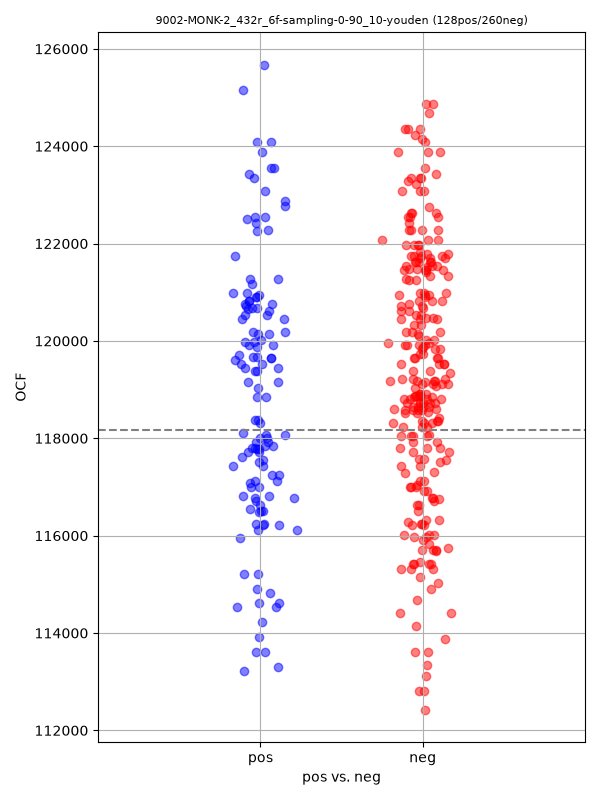 9002-MONK-2_432r_6f-sampling-0-90_10-youden (128pos/260neg)
126000
124000
122000
120000
118000
116000
114000
112000
OCF
pos
neg
pos vs. neg